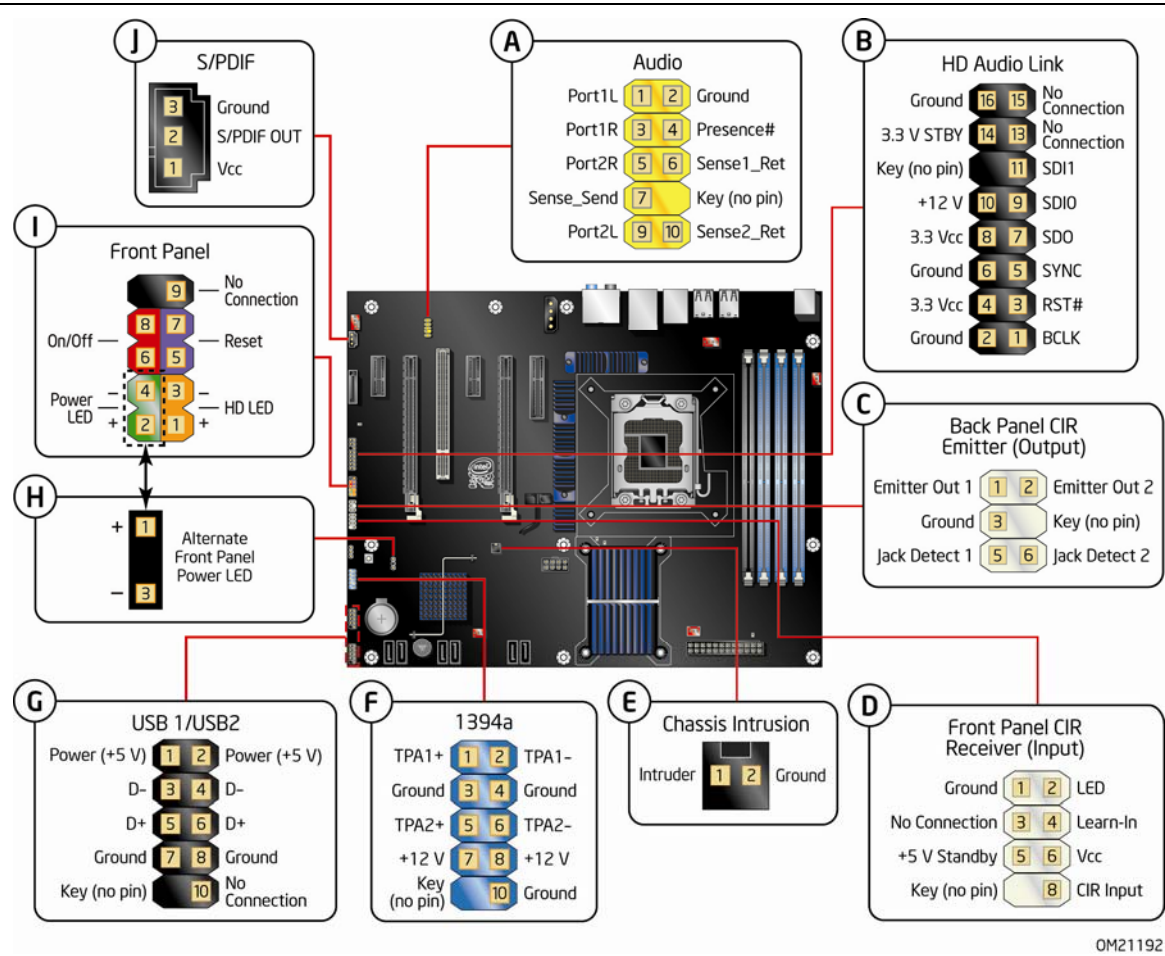 J
S/PDIF
3 Ground
2 S/PDIF OUT
1 Vcc
A
Audio
Port1L 1 2 Ground
Port1R 3 4 Presence#
Port2R 5 6 Sense1_Ret
Sense_Send 7 Key (no pin)
Port2L 9 10 Sense2_Ret
B
HD Audio Link
Ground 16 15 No Connection
3.3 V STBY 14 13 No Connection
Key (no pin) 11 SDI1
+12 V 10 9 SDI0
3.3 Vcc 8 7 SDO
Ground 6 5 SYNC
3.3 Vcc 4 3 RST#
Ground 2 1 BCLK
I
Front Panel
9 No Connection
8 7
On/Off Reset
6 5
4 3 –
Power LED HD LED
+ 2 1 +
H
+ 1
Alternate
Front Panel
Power LED
– 3
C
Back Panel CIR
Emitter (Output)
Emitter Out 1 1 2 Emitter Out 2
Ground 3 Key (no pin)
Jack Detect 1 5 6 Jack Detect 2
intel
G
USB 1/USB2
Power (+5 V) 1 2 Power (+5 V)
D– 3 4 D–
D+ 5 6 D+
Ground 7 8 Ground
Key (no pin) 10 No Connection
F
1394a
TPA1+ 1 2 TPA1–
Ground 3 4 Ground
TPA2+ 5 6 TPA2–
+12 V 7 8 +12 V
Key (no pin) 10 Ground
E
Chassis Intrusion
Intruder 1 2 Ground
D
Front Panel CIR
Receiver (Input)
Ground 1 2 LED
No Connection 3 4 Learn-In
+5 V Standby 5 6 Vcc
Key (no pin) 8 CIR Input
OM21192